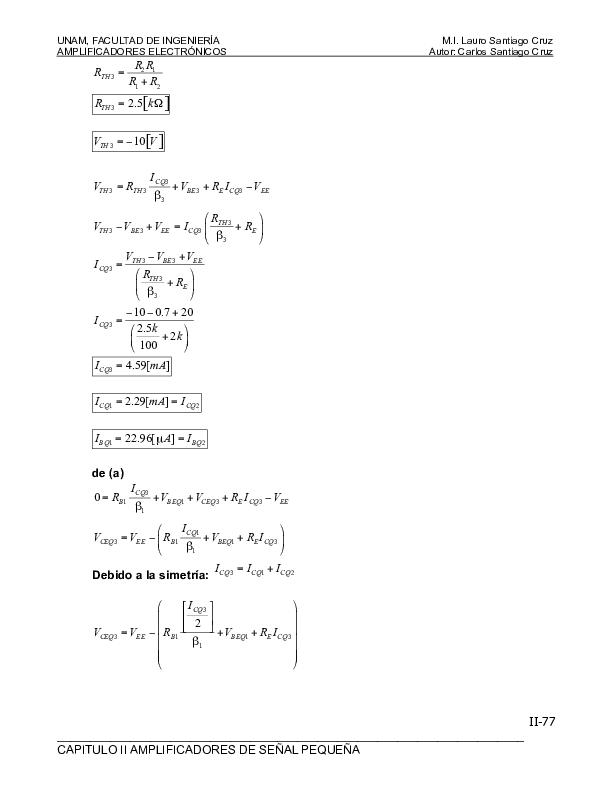 UNAM, FACULTAD DE INGENIERÍA M.I. Lauro Santiago Cruz
AMPLIFICADORES ELECTRÓNICOS Autor: Carlos Santiago Cruz
R_{TH3} = \frac{R_2 R_1}{R_1 + R_2}
R_{TH3} = 2.5[kΩ]
V_{TH3} = −10[V]
V_{TH3} = R_{TH3} \frac{I_{CQ3}}{β_3} + V_{BE3} + R_E I_{CQ3} − V_{EE}
V_{TH3} − V_{BE3} + V_{EE} = I_{CQ3} \left( \frac{R_{TH3}}{β_3} + R_E \right)
I_{CQ3} = \frac{V_{TH3} − V_{BE3} + V_{EE}}{\left( \frac{R_{TH3}}{β_3} + R_E \right)}
I_{CQ3} = \frac{−10 − 0.7 + 20}{\left( \frac{2.5k}{100} + 2k \right)}
I_{CQ3} = 4.59[mA]
I_{CQ1} = 2.29[mA] = I_{CQ2}
I_{BQ1} = 22.96[μA] = I_{BQ2}
de (a)
0 = R_{B1} \frac{I_{CQ3}}{β_1} + V_{BEQ1} + V_{CEQ3} + R_E I_{CQ3} − V_{EE}
V_{CEQ3} = V_{EE} − \left( R_{B1} \frac{I_{CQ1}}{β_1} + V_{BEQ1} + R_E I_{CQ3} \right)
Debido a la simetría: I_{CQ3} = I_{CQ1} + I_{CQ2}
V_{CEQ3} = V_{EE} − \left( R_{B1} \frac{\left[ \frac{I_{CQ3}}{2} \right]}{β_1} + V_{BEQ1} + R_E I_{CQ3} \right)
II-77
CAPITULO II AMPLIFICADORES DE SEÑAL PEQUEÑA